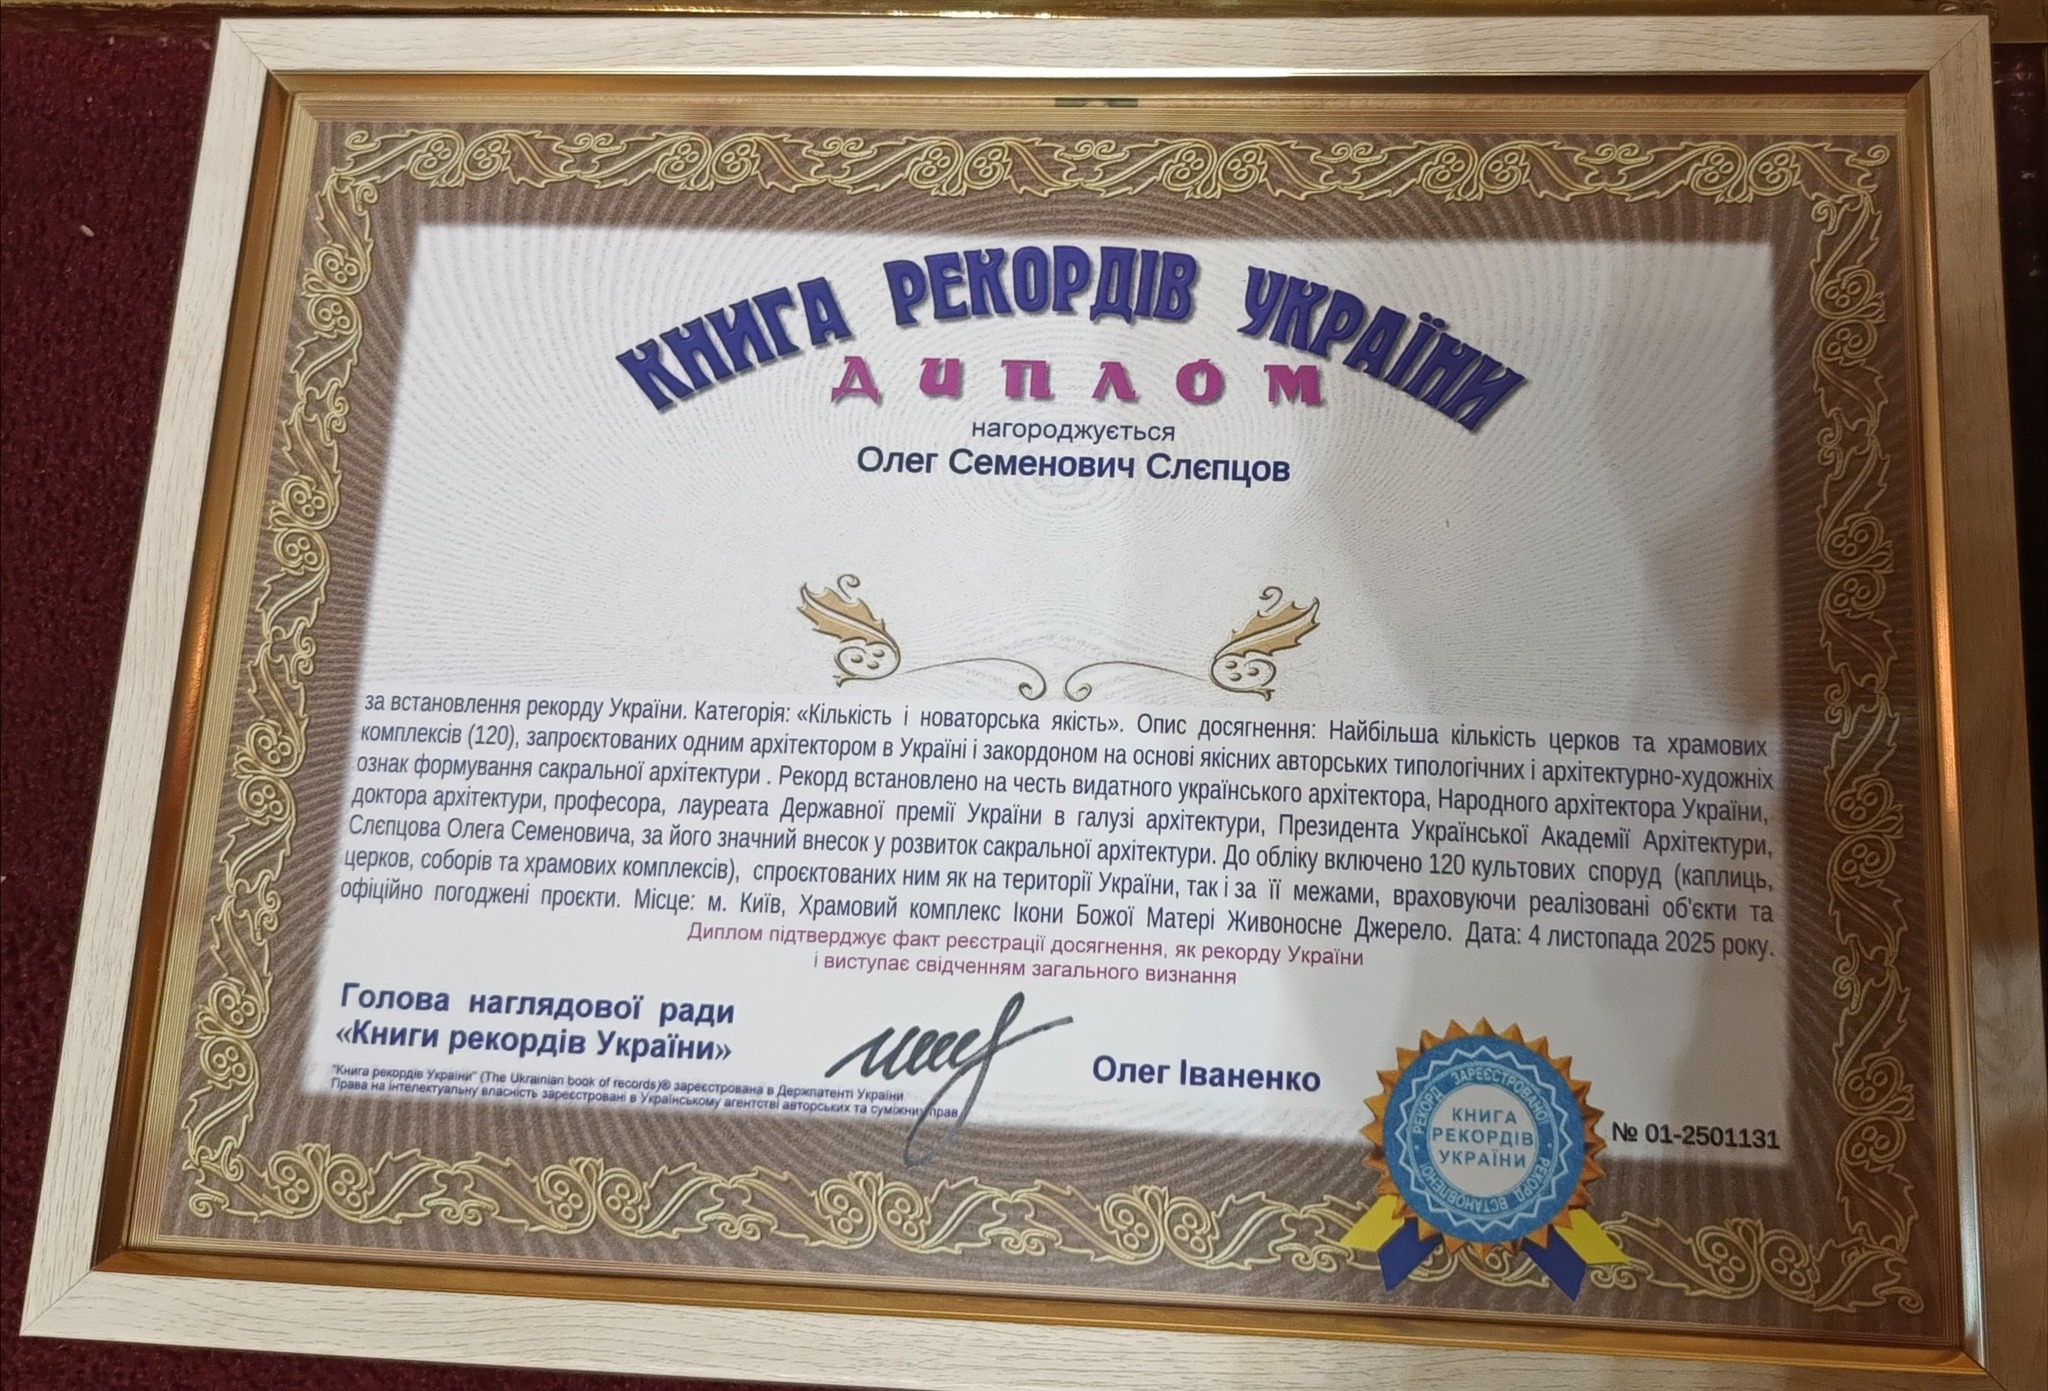 КНИГА РЕКОРДІВ УКРАЇНИ
ДИПЛОМ
нагороджується
Олег Семенович Слєпцов
за встановлення рекорду України. Категорія: «Кількість і новаторська якість». Опис досягнення: Найбільша кількість церков та храмових
комплексів (120), запроєктованих одним архітектором в Україні і закордоном на основі якісних авторських типологічних і архітектурно-художніх
ознак формування сакральної архітектури . Рекорд встановлено на честь видатного українського архітектора, Народного архітектора України,
доктора архітектури, професора, лауреата Державної премії України в галузі архітектури, Президента Української Академії Архітектури,
Слєпцова Олега Семеновича, за його значний внесок у розвиток сакральної архітектури. До обліку включено 120 культових споруд (каплиць,
церков, соборів та храмових комплексів), спроєктованих ним як на території України, так і за її межами, враховуючи реалізовані об'єкти та
офіційно погоджені проєкти. Місце: м. Київ, Храмовий комплекс Ікони Божої Матері Живоносне Джерело. Дата: 4 листопада 2025 року.
Диплом підтверджує факт реєстрації досягнення, як рекорду України
і виступає свідченням загального визнання
Голова наглядової ради
«Книги рекордів України»
Олег Іваненко
"Книга рекордів України" (The Ukrainian book of records)® зареєстрована в Держпатенті України
Права на інтелектуальну власність зареєстровані в Українському агентстві авторських та суміжних прав
РЕКОРД ЗАРЕЄСТРОВАНО
РЕКОРД ВСТАНОВЛЕНО
КНИГА
РЕКОРДІВ
УКРАЇНИ
№ 01-2501131